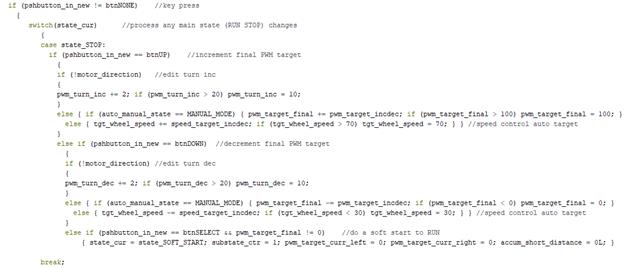 if (pshbutton_in_new != btnNONE)    //key press
{
switch(state_cur)    //process any main state (RUN STOP) changes
{
case state_STOP:
if (pshbutton_in_new == btnUP)    //increment final PWM target
{
if (!motor_direction)    //edit turn inc
{
pwm_turn_inc += 2; if (pwm_turn_inc > 20) pwm_turn_inc = 10;
}
else { if (auto_manual_state == MANUAL_MODE) { pwm_target_final += pwm_target_incdec; if (pwm_target_final > 100) pwm_target_final = 100; }
else { tgt_wheel_speed += speed_target_incdec; if (tgt_wheel_speed > 70) tgt_wheel_speed = 70; } } //speed control auto target
}
else if (pshbutton_in_new == btnDOWN)    //decrement final PWM target
{
if (!motor_direction) //edit turn dec
{
pwm_turn_dec += 2; if (pwm_turn_dec > 20) pwm_turn_dec = 10;
}
else { if (auto_manual_state == MANUAL_MODE) { pwm_target_final -= pwm_target_incdec; if (pwm_target_final < 0) pwm_target_final = 0; }
else { tgt_wheel_speed -= speed_target_incdec; if (tgt_wheel_speed < 30) tgt_wheel_speed = 30; } } //speed control auto target
}
else if (pshbutton_in_new == btnSELECT && pwm_target_final != 0)    //do a soft start to RUN
{ state_cur = state_SOFT_START; substate_ctr = 1; pwm_target_curr_left = 0; pwm_target_curr_right = 0; accum_short_distance = 0L; }
break;